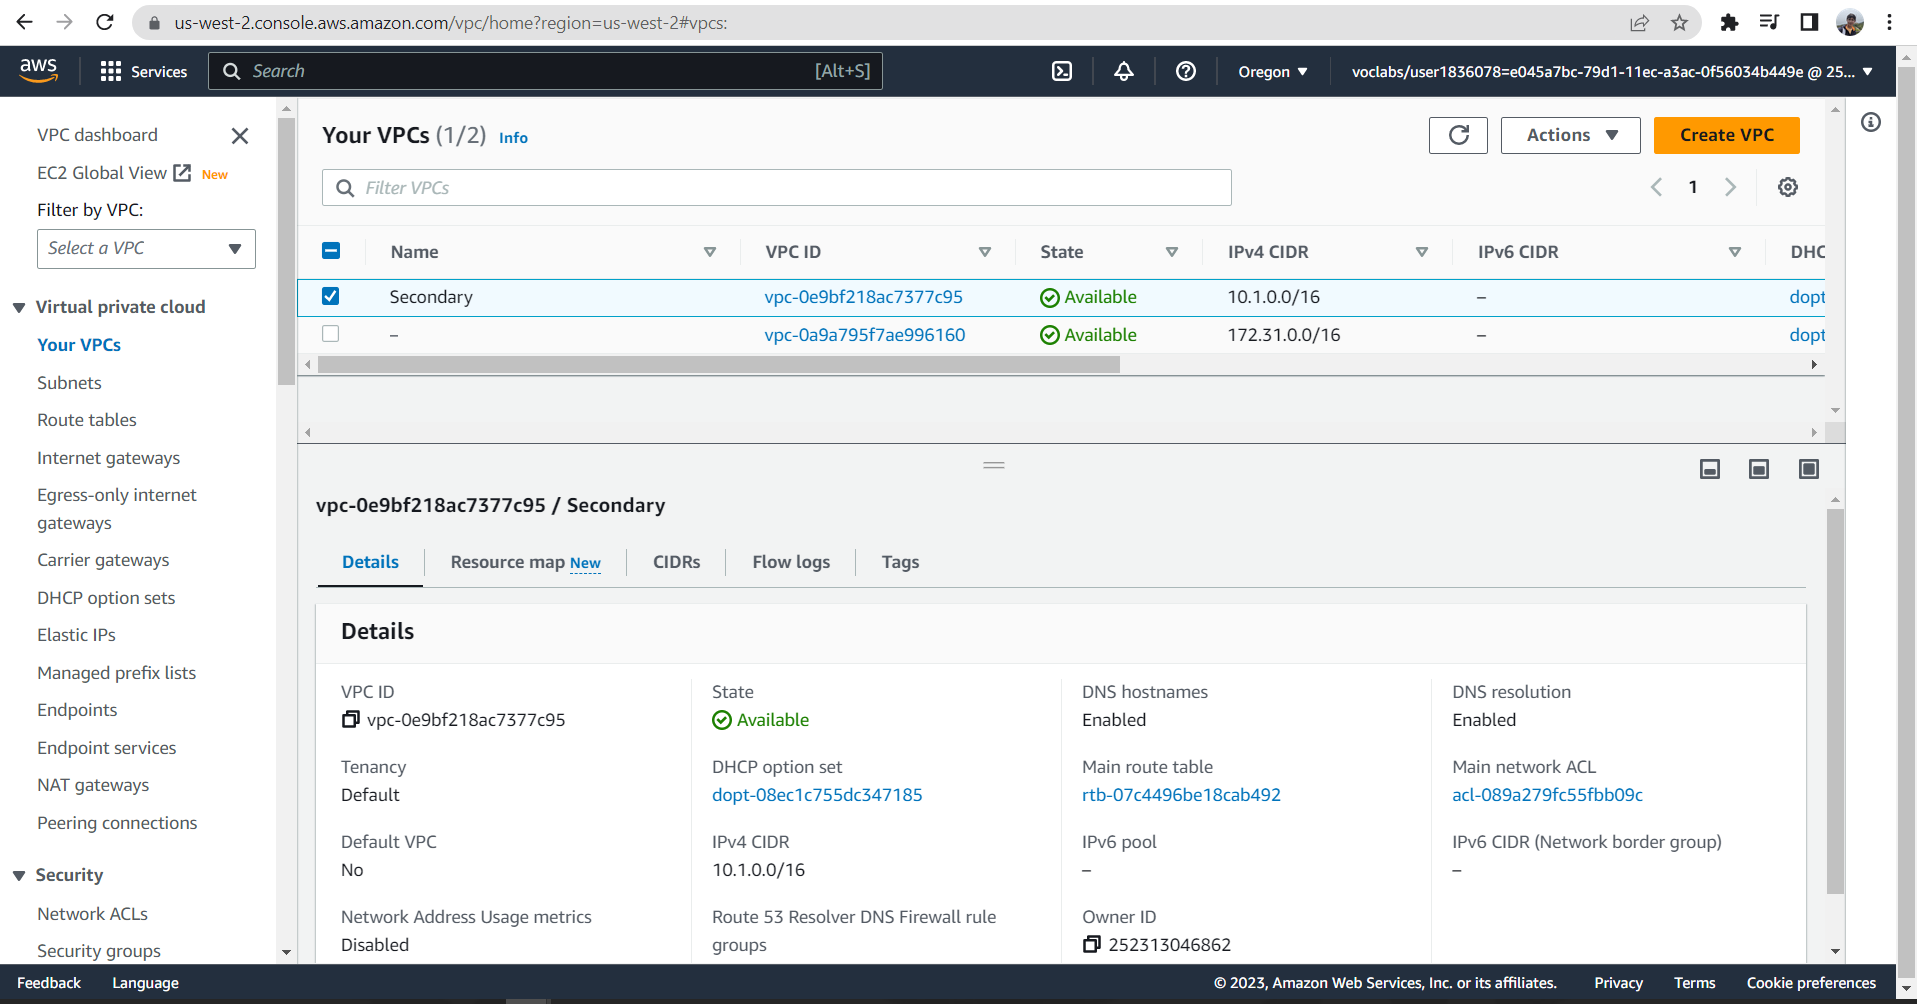 us-west-2.console.aws.amazon.com/vpc/home?region=us-west-2#vpcs:
aws
Services
Search
[Alt+S]
Oregon
voclabs/user1836078=e045a7bc-79d1-11ec-a3ac-0f56034b449e @ 25...
VPC dashboard
EC2 Global View New
Filter by VPC:
Select a VPC
Virtual private cloud
Your VPCs
Subnets
Route tables
Internet gateways
Egress-only internet
gateways
Carrier gateways
DHCP option sets
Elastic IPs
Managed prefix lists
Endpoints
Endpoint services
NAT gateways
Peering connections
Security
Network ACLs
Security groups
Your VPCs (1/2) Info
Actions
Create VPC
Filter VPCs
1
Name VPC ID State IPv4 CIDR IPv6 CIDR DHC
Secondary vpc-0e9bf218ac7377c95 Available 10.1.0.0/16 – dopt
– vpc-0a9a795f7ae996160 Available 172.31.0.0/16 – dopt
vpc-0e9bf218ac7377c95 / Secondary
Details Resource map New CIDRs Flow logs Tags
Details
VPC ID State DNS hostnames DNS resolution
vpc-0e9bf218ac7377c95 Available Enabled Enabled
Tenancy DHCP option set Main route table Main network ACL
Default dopt-08ec1c755dc347185 rtb-07c4496be18cab492 acl-089a279fc55fbb09c
Default VPC IPv4 CIDR IPv6 pool IPv6 CIDR (Network border group)
No 10.1.0.0/16 – –
Network Address Usage metrics Route 53 Resolver DNS Firewall rule Owner ID
Disabled groups 252313046862
Feedback Language © 2023, Amazon Web Services, Inc. or its affiliates. Privacy Terms Cookie preferences